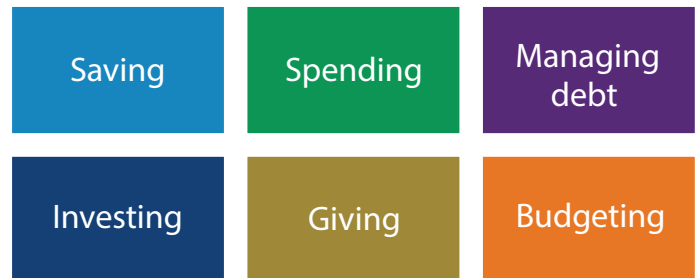 Saving
Spending
Managing
debt
Investing
Giving
Budgeting